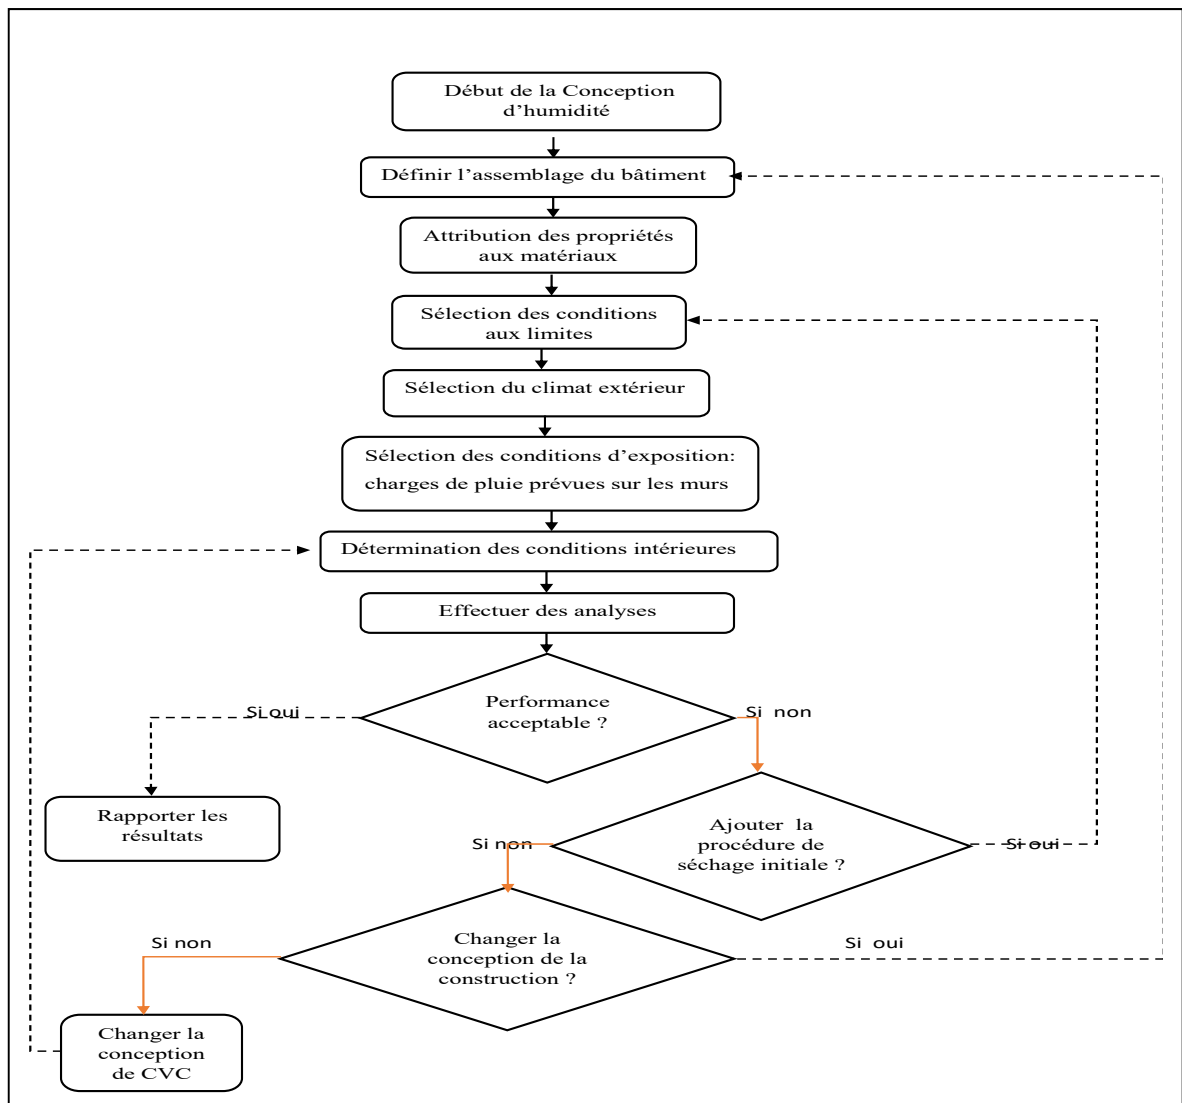 Début de la Conception
d’humidité
Définir l’assemblage du bâtiment
Attribution des propriétés
aux matériaux
Sélection des conditions
aux limites
Sélection du climat extérieur
Sélection des conditions d’exposition:
charges de pluie prévues sur les murs
Détermination des conditions intérieures
Effectuer des analyses
Performance
acceptable ?
Si oui
Si non
Rapporter les
résultats
Ajouter la
procédure de
séchage initiale ?
Si non
Si oui
Changer la
conception de la
construction ?
Si non
Si oui
Changer la
conception
de CVC